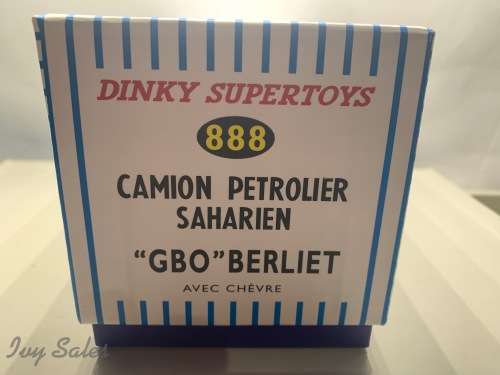 DINKY SUPERTOYS
888
CAMION PETROLIER
SAHARIEN
"GBO" BERLIET
AVEC CHÈVRE
Ivy Sales